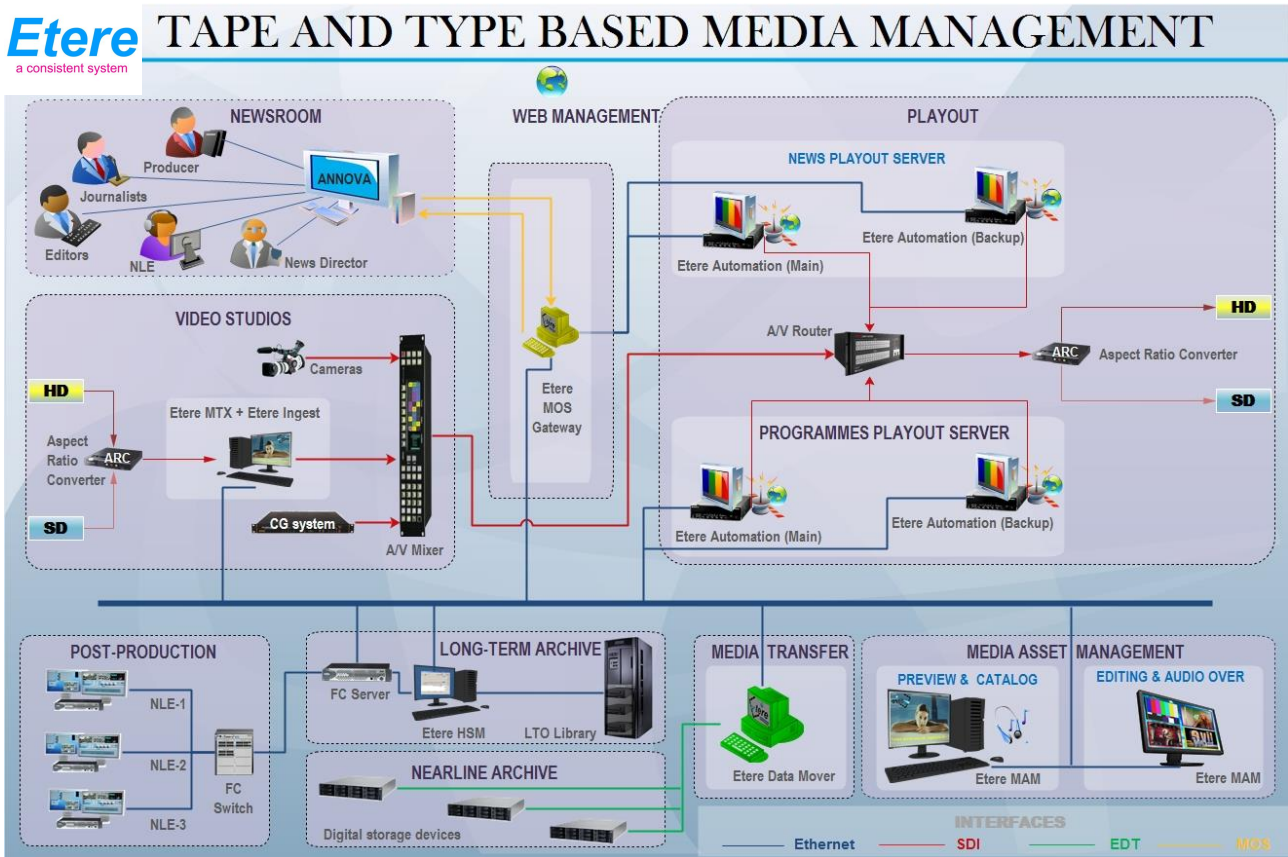 Etere
a consistent system
TAPE AND TYPE BASED MEDIA MANAGEMENT
NEWSROOM
Producer
Journalists
ANNOVA
Editors
NLE
News Director
WEB MANAGEMENT
Etere
MOS
Gateway
PLAYOUT
NEWS PLAYOUT SERVER
Etere Automation (Main)
Etere Automation (Backup)
A/V Router
ARC
Aspect Ratio Converter
HD
SD
PROGRAMMES PLAYOUT SERVER
Etere Automation (Main)
Etere Automation (Backup)
VIDEO STUDIOS
Cameras
HD
Etere MTX + Etere Ingest
Aspect
Ratio
Converter
ARC
SD
CG system
A/V Mixer
POST-PRODUCTION
NLE-1
NLE-2
NLE-3
FC
Switch
LONG-TERM ARCHIVE
FC Server
Etere HSM
LTO Library
NEARLINE ARCHIVE
Digital storage devices
MEDIA TRANSFER
Etere
Etere Data Mover
MEDIA ASSET MANAGEMENT
PREVIEW & CATALOG
Etere MAM
EDITING & AUDIO OVER
Etere MAM
INTERFACES
Ethernet
SDI
EDT
MOS